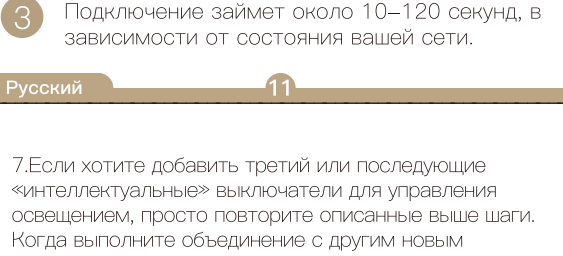 3 Подключение займет около 10–120 секунд, в
зависимости от состояния вашей сети.
Русский 11
7.Если хотите добавить третий или последующие
«интеллектуальные» выключатели для управления
освещением, просто повторите описанные выше шаги.
Когда выполните объединение с другим новым